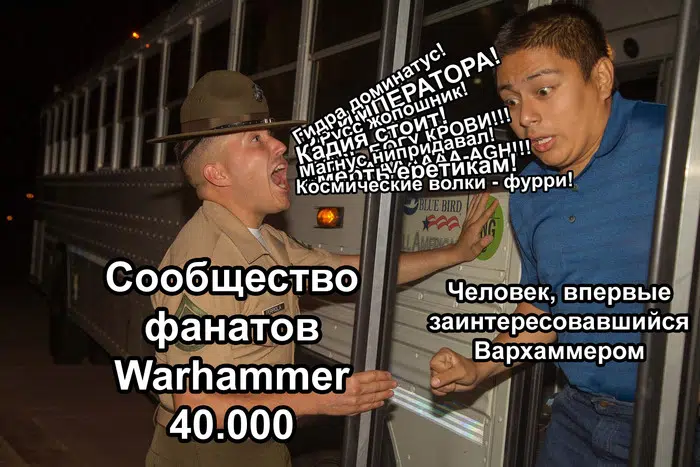 Гидра доминатус!
ИМПЕРАТОРА!
Русс жопошник!
Кадия стоит!
КРОВИ!!!
Магнус нипридавал!
еретикам!
Космические волки - фурри!
BLUE BIRD
Сообщество
фанатов
Warhammer
40.000
Человек, впервые
заинтересовавшийся
Вархаммером